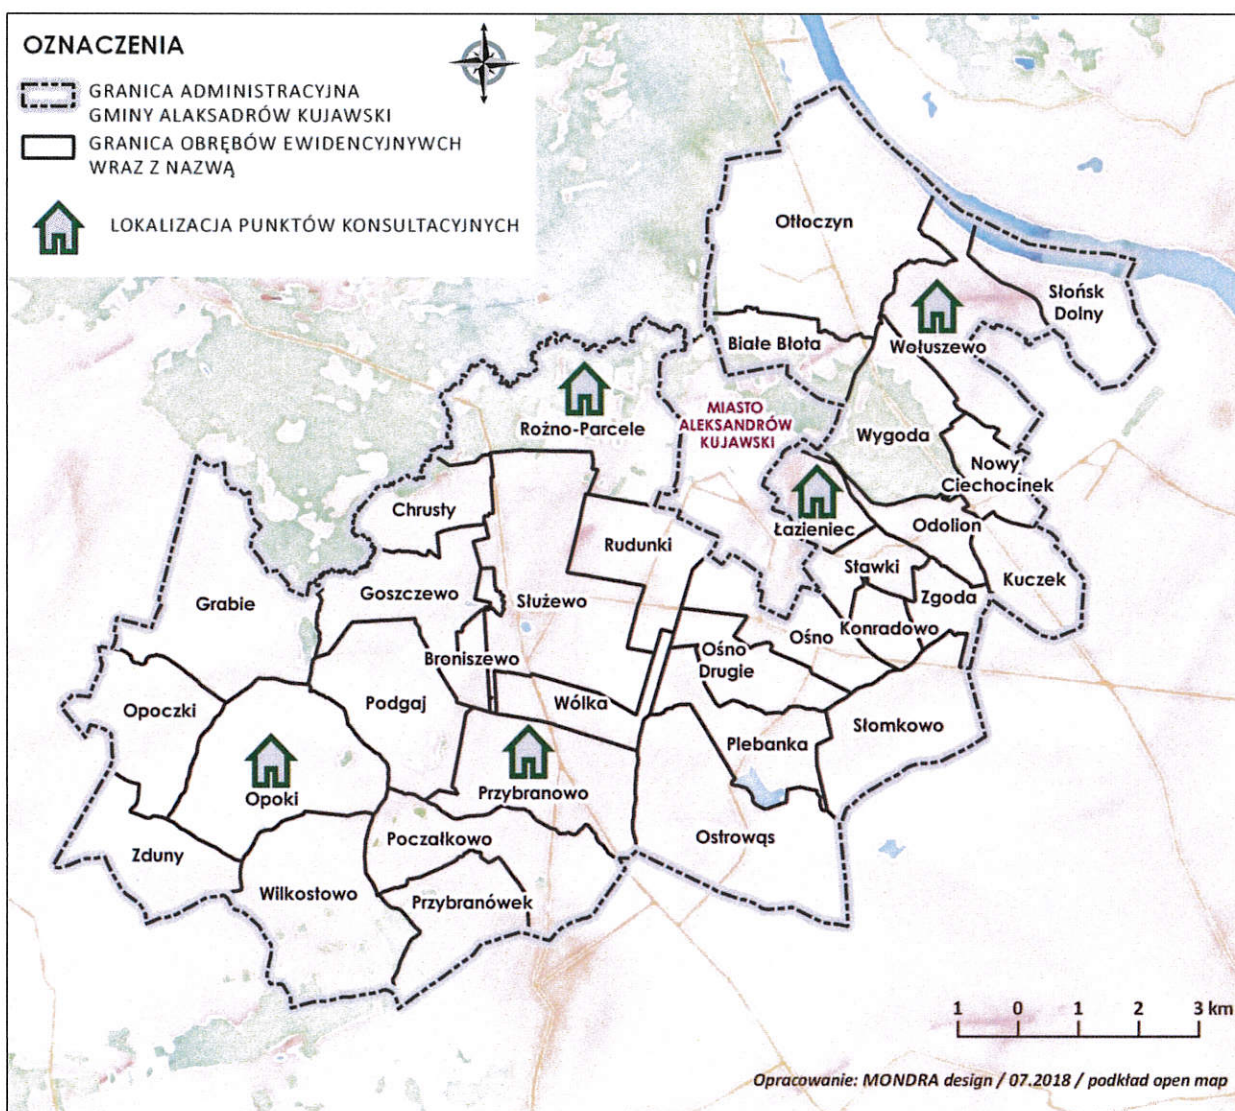 OZNACZENIA
GRANICA ADMINISTRACYJNA
GMINY ALAKSADRÓW KUJAWSKI
GRANICA OBRĘBÓW EWIDENCYJNYWCH
WRAZ Z NAZWĄ
LOKALIZACJA PUNKTÓW KONSULTACYJNYCH
Otłoczyn
Słońsk
Dolny
Białe Błota
Wołuszewo
Rożno-Parcele
MIASTO
ALEKSANDRÓW
KUJAWSKI
Wygoda
Nowy
Ciechocinek
Chrusty
Łazieniec
Odolion
Rudunki
Stawki
Kuczek
Grabie
Goszczewo
Służewo
Zgoda
Konradowo
Ośno
Broniszewo
Ośno
Drugie
Opoczki
Podgaj
Wólka
Słomkowo
Plebanka
Opoki
Przybranowo
Zduny
Poczałkowo
Ostrowąs
Wilkostowo
Przybranówek
1 0 1 2 3 km
Opracowanie: MONDRA design / 07.2018 / podkład open map